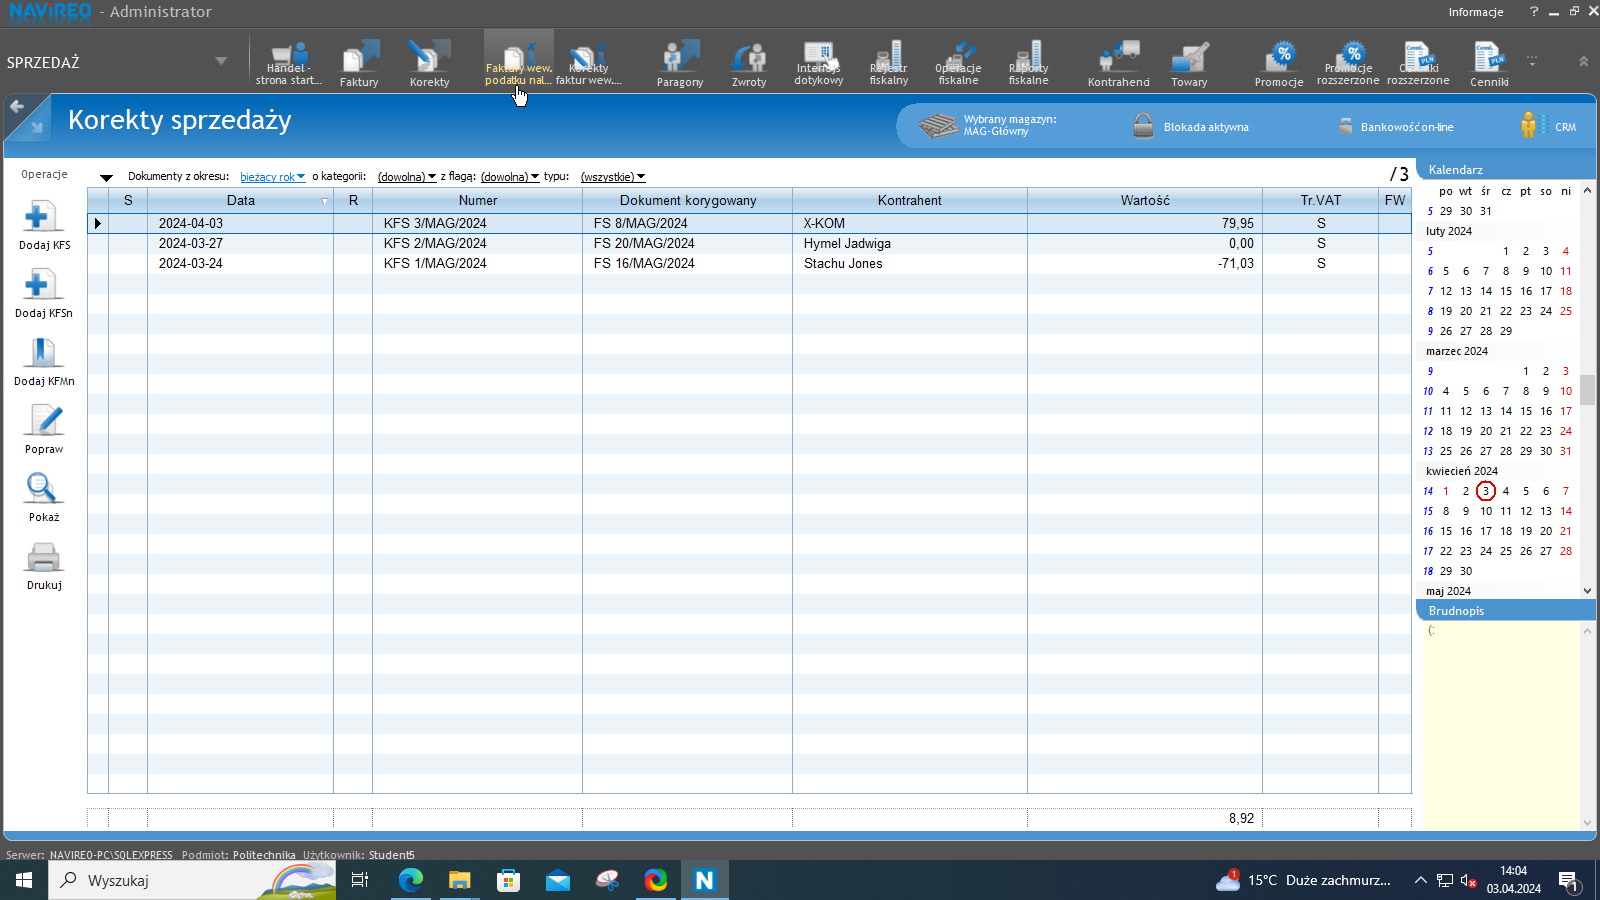 NAVIREO - Administrator
Informacje
SPRZEDAŻ
Handel - strona start...
Faktury
Korekty
Faktury wew. podatku nal...
Korekty faktur wew....
Paragony
Zwroty
Interfejs dotykowy
Rejestr fiskalny
Operacje fiskalne
Raporty fiskalne
Kontrahenci
Towary
Promocje
Promocje rozszerzone
Cenniki rozszerzone
Cenniki
Korekty sprzedaży
Wybrany magazyn:
MAG-Główny
Blokada aktywna
Bankowość on-line
CRM
Operacje
Dodaj KFS
Dodaj KFSn
Dodaj KFMn
Popraw
Pokaż
Drukuj
Dokumenty z okresu: bieżący rok o kategorii: (dowolna) z flagą: (dowolna) typu: (wszystkie) /3
S Data R Numer Dokument korygowany Kontrahent Wartość Tr.VAT FW
2024-04-03 KFS 3/MAG/2024 FS 8/MAG/2024 X-KOM 79,95 S
2024-03-27 KFS 2/MAG/2024 FS 20/MAG/2024 Hymel Jadwiga 0,00 S
2024-03-24 KFS 1/MAG/2024 FS 16/MAG/2024 Stachu Jones -71,03 S
8,92
Kalendarz
po wt śr cz pt so ni
5 29 30 31
luty 2024
5 1 2 3 4
6 5 6 7 8 9 10 11
7 12 13 14 15 16 17 18
8 19 20 21 22 23 24 25
9 26 27 28 29
marzec 2024
9 1 2 3
10 4 5 6 7 8 9 10
11 11 12 13 14 15 16 17
12 18 19 20 21 22 23 24
13 25 26 27 28 29 30 31
kwiecień 2024
14 1 2 3 4 5 6 7
15 8 9 10 11 12 13 14
16 15 16 17 18 19 20 21
17 22 23 24 25 26 27 28
18 29 30
maj 2024
Brudnopis
(:
Serwer: NAVIREO-PC\SQLEXPRESS Podmiot: Politechnika Użytkownik: Student5
Wyszukaj
1
15°C Duże zachmurz...
14:04
03.04.2024
1